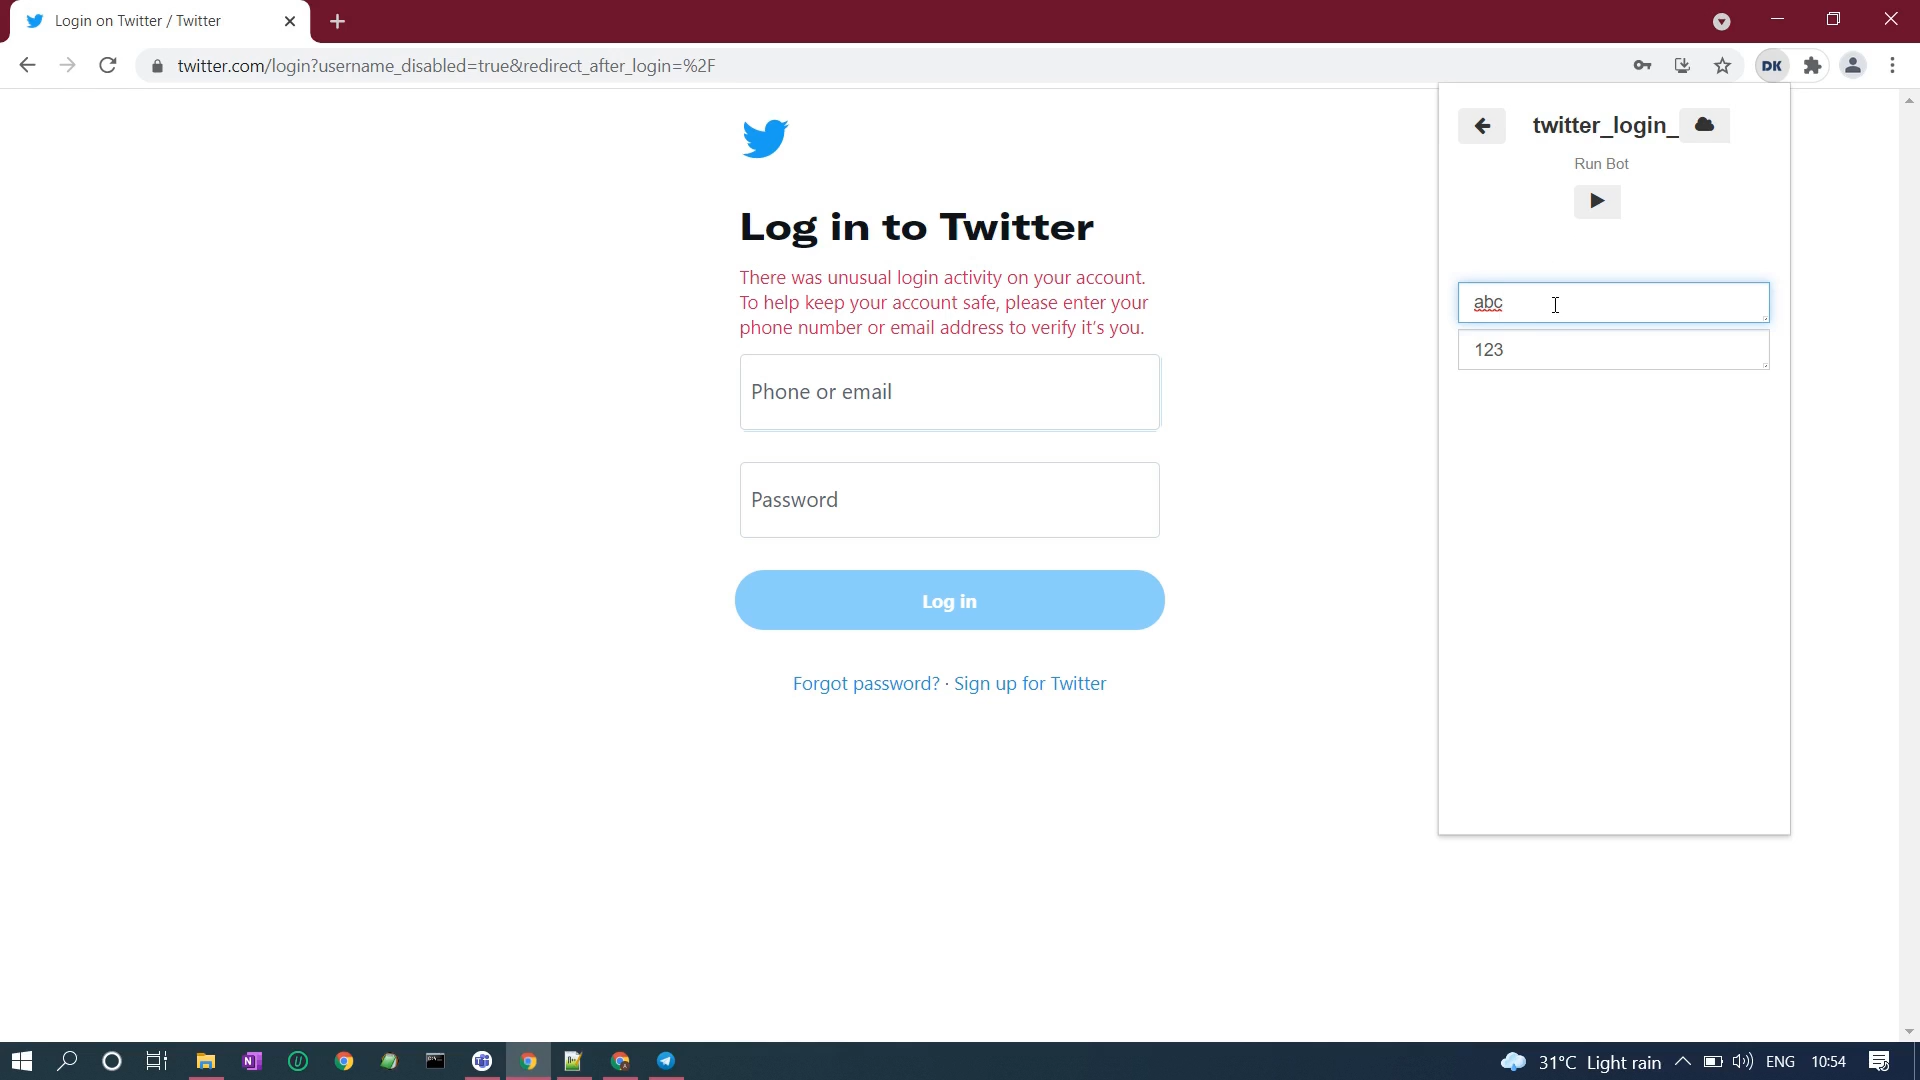 Login on Twitter / Twitter
twitter.com/login?username_disabled=true&redirect_after_login=%2F
DK
Log in to Twitter
There was unusual login activity on your account.
To help keep your account safe, please enter your
phone number or email address to verify it's you.
Phone or email
Password
Log in
Forgot password? · Sign up for Twitter
twitter_login_
Run Bot
abc
123
31°C Light rain
ENG
10:54